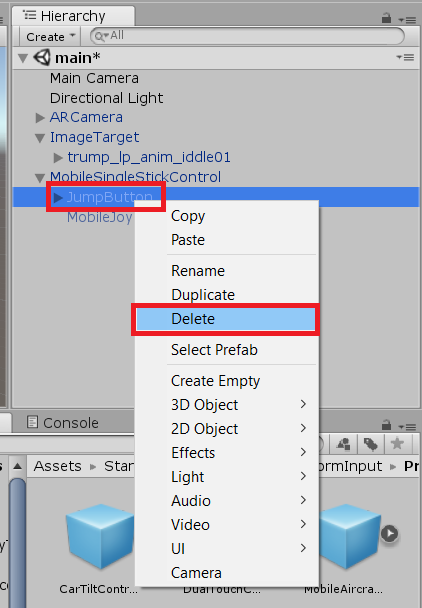 Hierarchy
Create
All
main*
Main Camera
Directional Light
ARCamera
ImageTarget
trump_lp_anim_iddle01
MobileSingleStickControl
JumpButton
MobileJoy
Copy
Paste
Rename
Duplicate
Delete
Select Prefab
Create Empty
3D Object
2D Object
Effects
Light
Audio
Video
UI
Camera
Console
Assets Stan ormInput Pr
CarTiltContr... DualTouchC... MobileAircra...